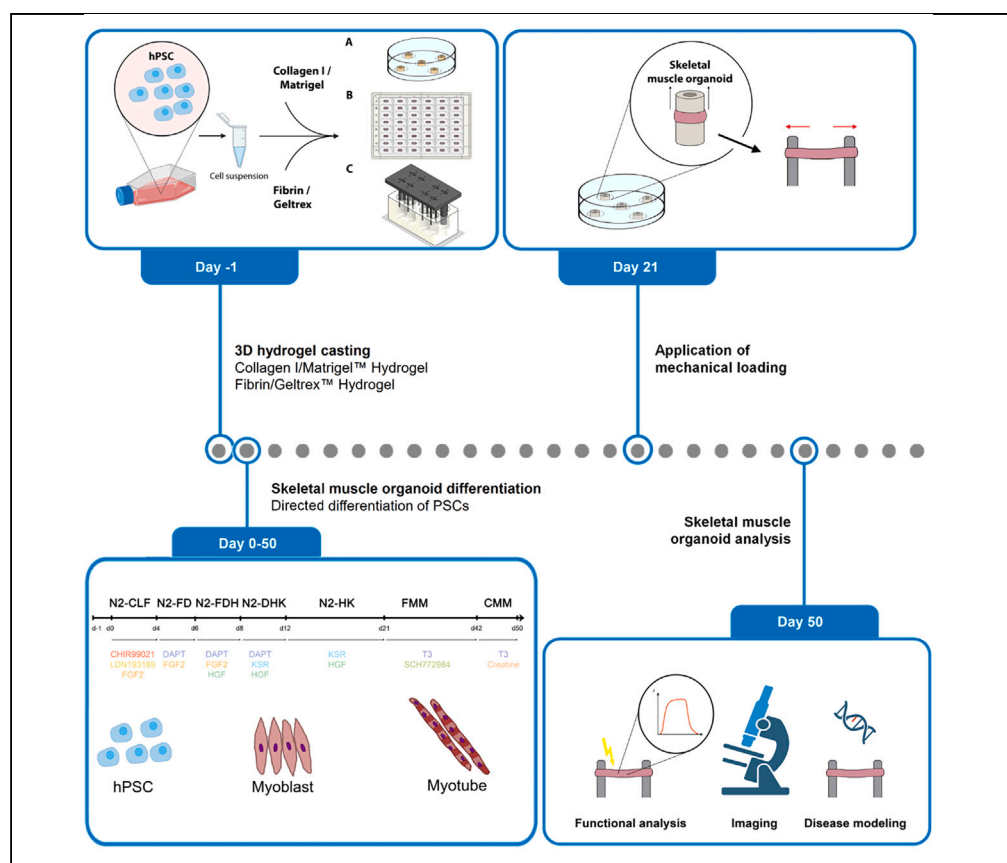 hPSC
Cell suspension
Collagen I /
Matrigel
Fibrin /
Geltrex
A
B
C
Day -1
Skeletal
muscle organoid
Day 21
3D hydrogel casting
Collagen I/Matrigel™ Hydrogel
Fibrin/Geltrex™ Hydrogel
Application of
mechanical loading
Skeletal muscle organoid differentiation
Directed differentiation of PSCs
Day 0-50
Skeletal muscle
organoid analysis
N2-CLF N2-FD N2-FDH N2-DHK N2-HK FMM CMM
d-1 d0 d4 d6 d8 d12 d21 d42 d50
CHIR99021 DAPT DAPT DAPT KSR T3 T3
LDN193189 FGF2 FGF2 KSR HGF SCH772984 Creatine
FGF2 HGF HGF
hPSC
Myoblast
Myotube
Day 50
Functional analysis
Imaging
Disease modeling